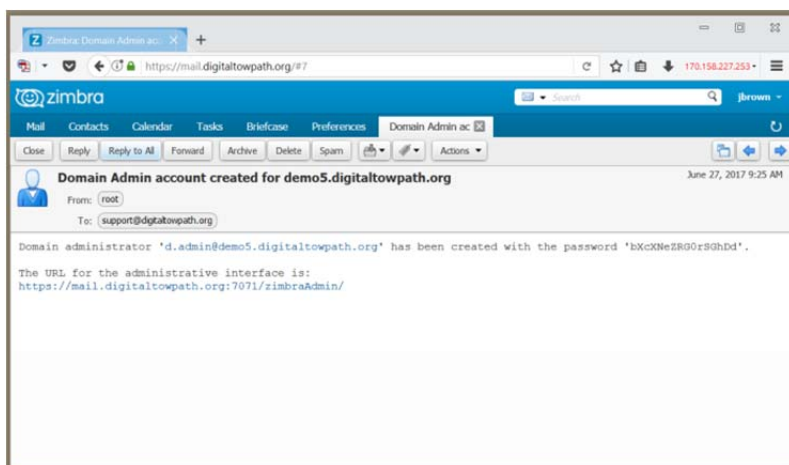 Zimbra: Domain Admin acc
https://mail.digitaltowpath.org/#7
170.158.227.253
zimbra
Search
jbrown
Mail Contacts Calendar Tasks Briefcase Preferences Domain Admin ac
Close Reply Reply to All Forward Archive Delete Spam Actions
Domain Admin account created for demo5.digitaltowpath.org
June 27, 2017 9:25 AM
From: root
To: support@digitaltowpath.org
Domain administrator 'd.admin@demo5.digitaltowpath.org' has been created with the password 'bXcXNeZRG0rSGhDd'.
The URL for the administrative interface is:
https://mail.digitaltowpath.org:7071/zimbraAdmin/